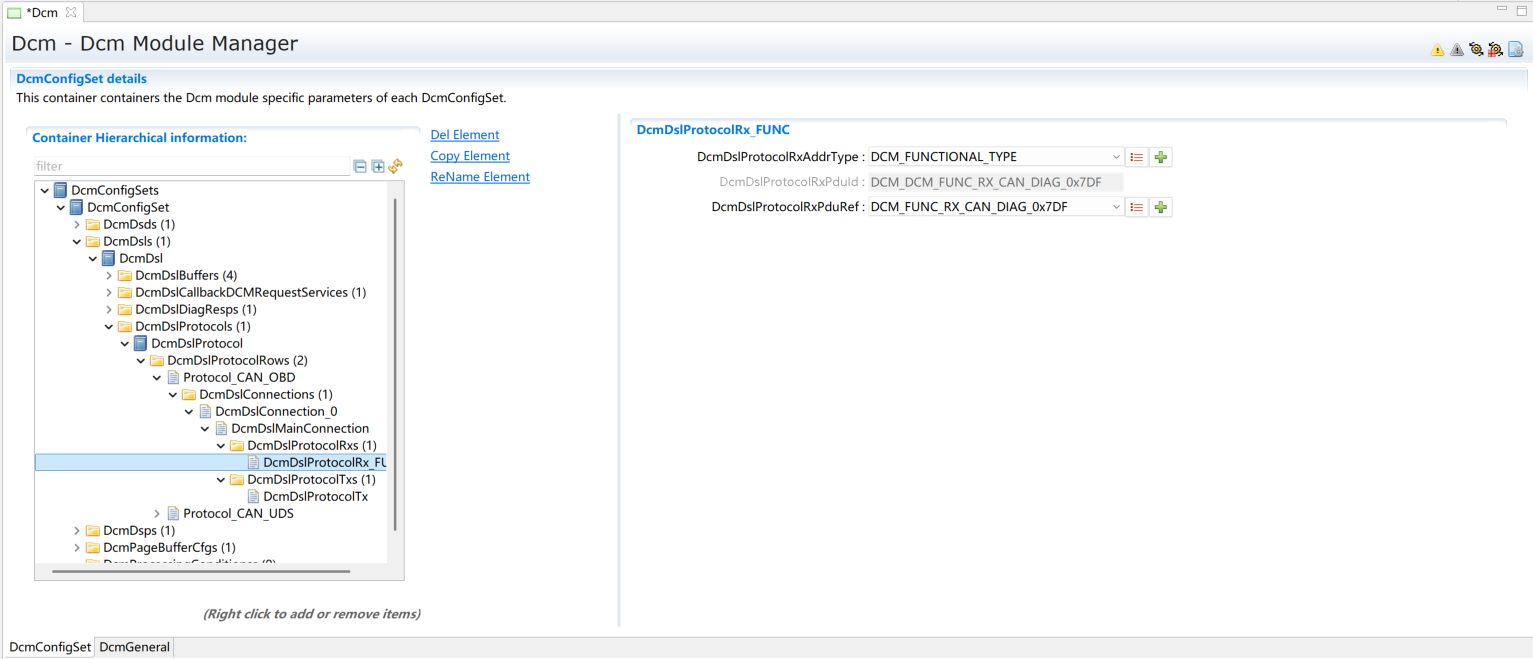 *Dcm
Dcm - Dcm Module Manager
DcmConfigSet details
This container containers the Dcm module specific parameters of each DcmConfigSet.
Container Hierarchical information:
filter
Del Element
Copy Element
ReName Element
DcmConfigSets
DcmConfigSet
DcmDsds (1)
DcmDsls (1)
DcmDsl
DcmDslBuffers (4)
DcmDslCallbackDCMRequestServices (1)
DcmDslDiagResps (1)
DcmDslProtocols (1)
DcmDslProtocol
DcmDslProtocolRows (2)
Protocol_CAN_OBD
DcmDslConnections (1)
DcmDslConnection_0
DcmDslMainConnection
DcmDslProtocolRxs (1)
DcmDslProtocolRx_FU
DcmDslProtocolTxs (1)
DcmDslProtocolTx
Protocol_CAN_UDS
DcmDsps (1)
DcmPageBufferCfgs (1)
(Right click to add or remove items)
DcmDslProtocolRx_FUNC
DcmDslProtocolRxAddrType : DCM_FUNCTIONAL_TYPE
DcmDslProtocolRxPduId : DCM_DCM_FUNC_RX_CAN_DIAG_0x7DF
DcmDslProtocolRxPduRef : DCM_FUNC_RX_CAN_DIAG_0x7DF
DcmConfigSet DcmGeneral